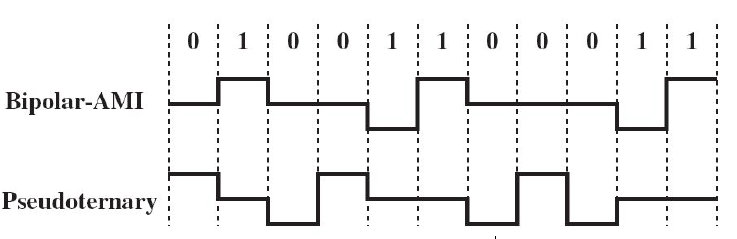 0 1 0 0 1 1 0 0 0 1 1
Bipolar-AMI
Pseudoternary